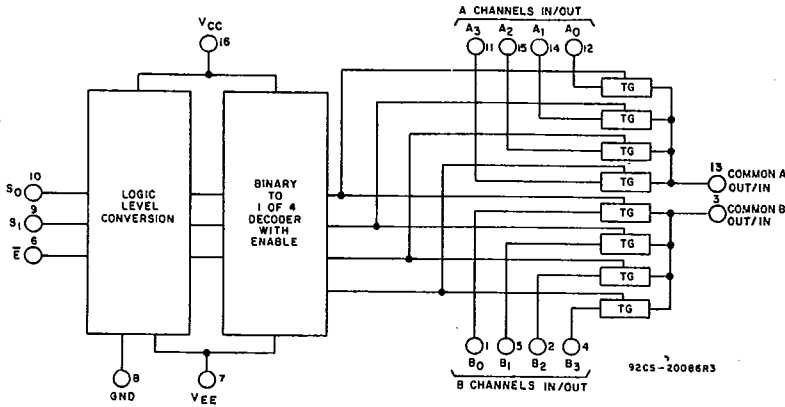 A CHANNELS IN/OUT
A3 A2 A1 A0
11 15 14 12
VCC
16
TG
TG
TG
TG
TG
TG
TG
TG
S0 10
S1 9
E̅ 6
LOGIC
LEVEL
CONVERSION
BINARY
TO
1 OF 4
DECODER
WITH
ENABLE
13 COMMON A
OUT/IN
3 COMMON B
OUT/IN
8
GND
7
VEE
1 5 2 4
B0 B1 B2 B3
B CHANNELS IN/OUT
92CS-20086R3